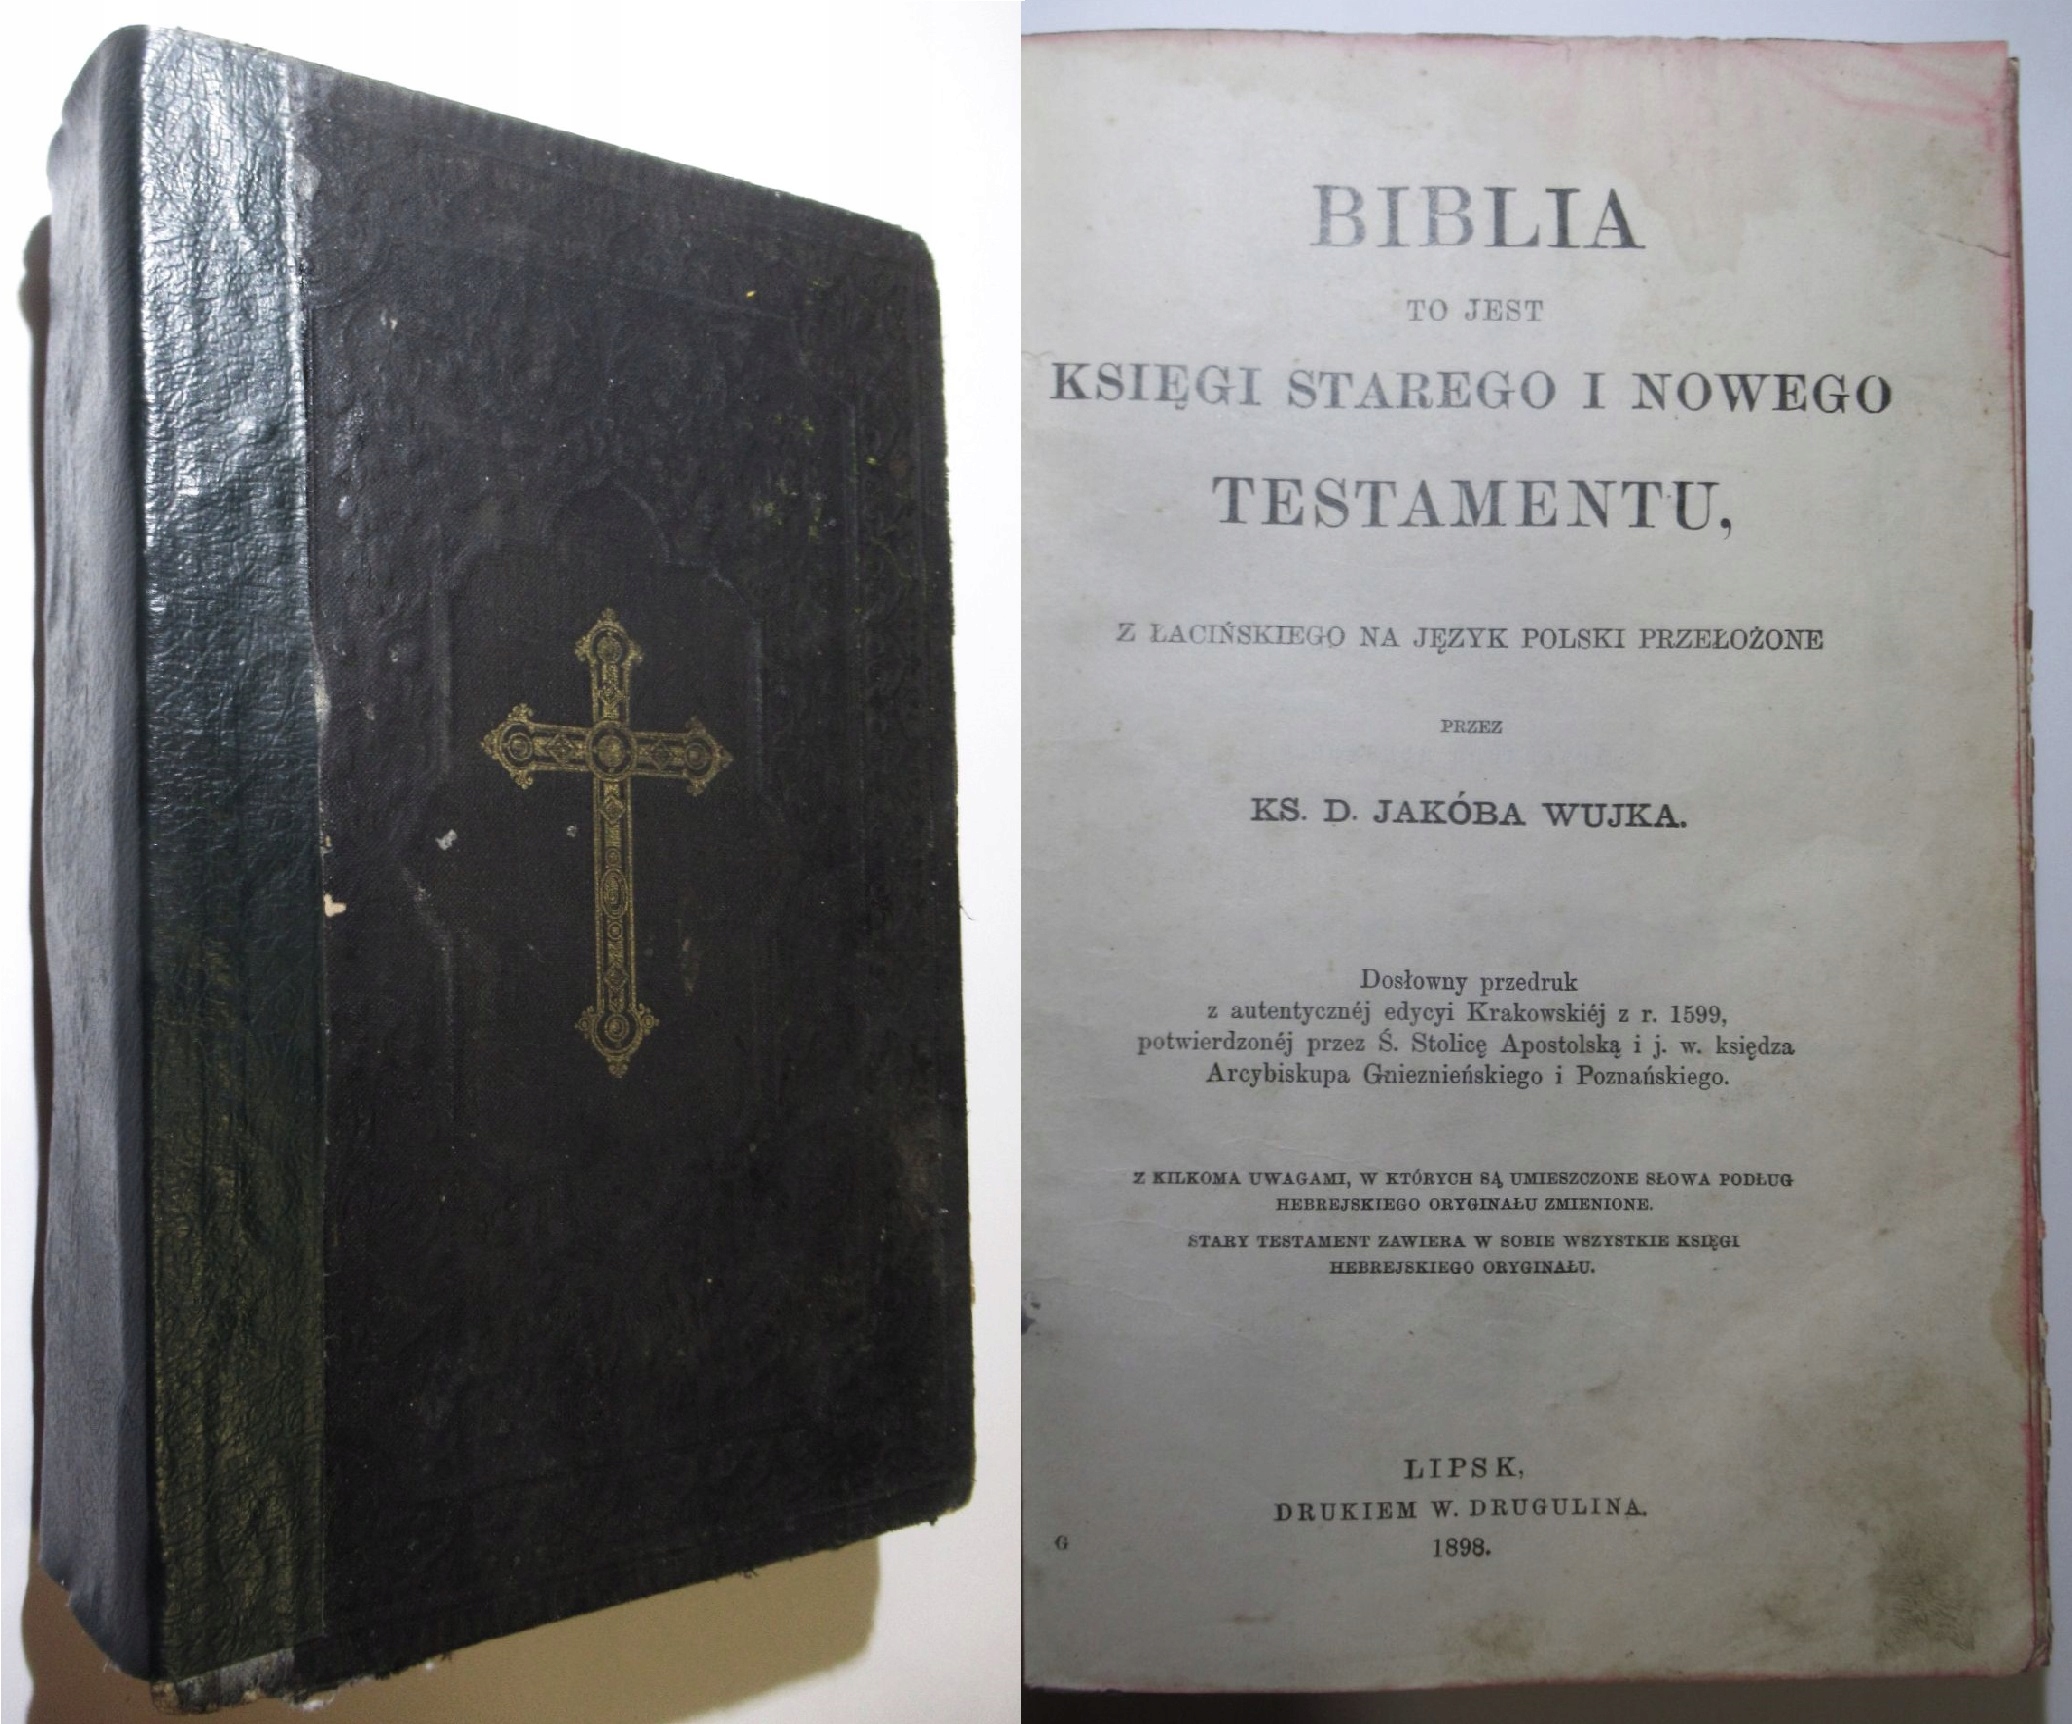 BIBLIA
TO JEST
KSIĘGI STAREGO I NOWEGO
TESTAMENTU,
Z ŁACIŃSKIEGO NA JĘZYK POLSKI PRZEŁOŻONE
PRZEZ
KS. D. JAKÓBA WUJKA.
Dosłowny przedruk
z autentycznéj edycyi Krakowskiéj z r. 1599,
potwierdzonéj przez Ś. Stolicę Apostolską i j. w. księdza
Arcybiskupa Gnieznieńskiego i Poznańskiego.
Z KILKOMA UWAGAMI, W KTÓRYCH SĄ UMIESZCZONE SŁOWA PODŁUG
HEBREJSKIEGO ORYGINAŁU ZMIENIONE.
STARY TESTAMENT ZAWIERA W SOBIE WSZYSTKIE KSIĘGI
HEBREJSKIEGO ORYGINAŁU.
LIPSK,
DRUKIEM W. DRUGULINA.
G
1898.